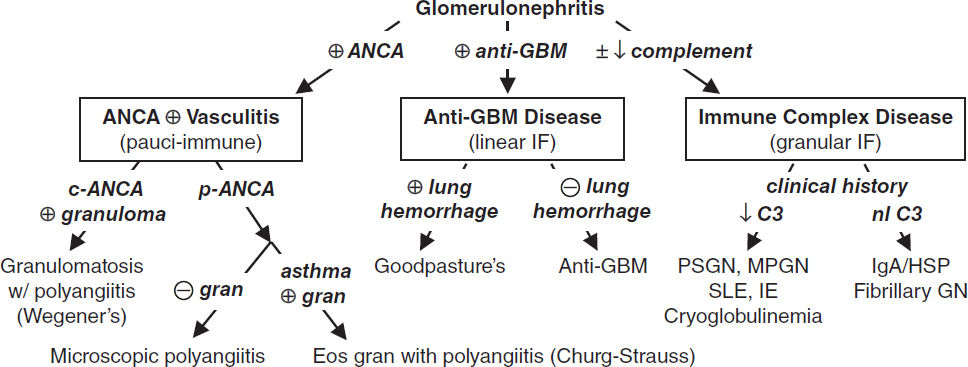 Glomerulonephritis
⊕ ANCA ⊕ anti-GBM ±↓ complement
ANCA ⊕ Vasculitis
(pauci-immune)
Anti-GBM Disease
(linear IF)
Immune Complex Disease
(granular IF)
c-ANCA
⊕ granuloma
p-ANCA
⊕ lung
hemorrhage
⊖ lung
hemorrhage
clinical history
↓ C3 nl C3
Granulomatosis
w/ polyangiitis
(Wegener's)
⊖ gran
asthma
⊕ gran
Goodpasture's
Anti-GBM
PSGN, MPGN
SLE, IE
Cryoglobulinemia
IgA/HSP
Fibrillary GN
Microscopic polyangiitis
Eos gran with polyangiitis (Churg-Strauss)